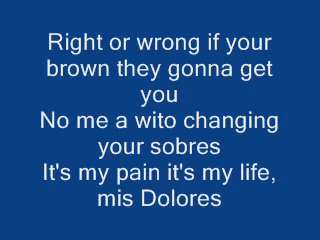 Right or wrong if your
brown they gonna get
you
No me a wito changing
your sobres
It's my pain it's my life,
mis Dolores